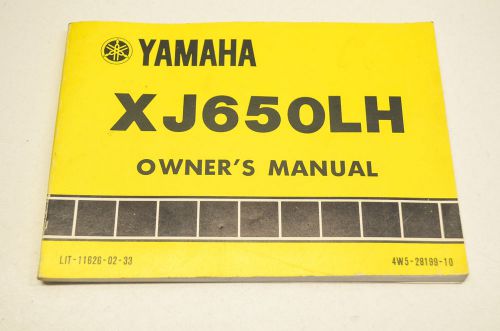 YAMAHA
XJ650LH
OWNER'S MANUAL
LIT-11626-02-33 4W5-28199-10